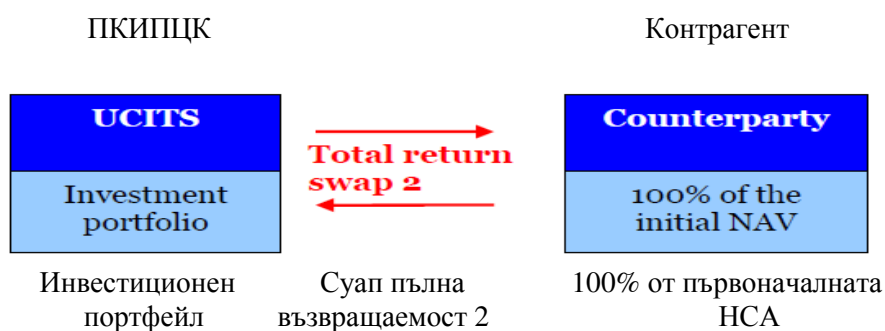 ПКИПЦК
Контрагент
UCITS
Counterparty
Total return
swap 2
Investment
portfolio
100% of the
initial NAV
Инвестиционен
портфейл
Суап пълна
възвращаемост 2
100% от първоначалната
НСА